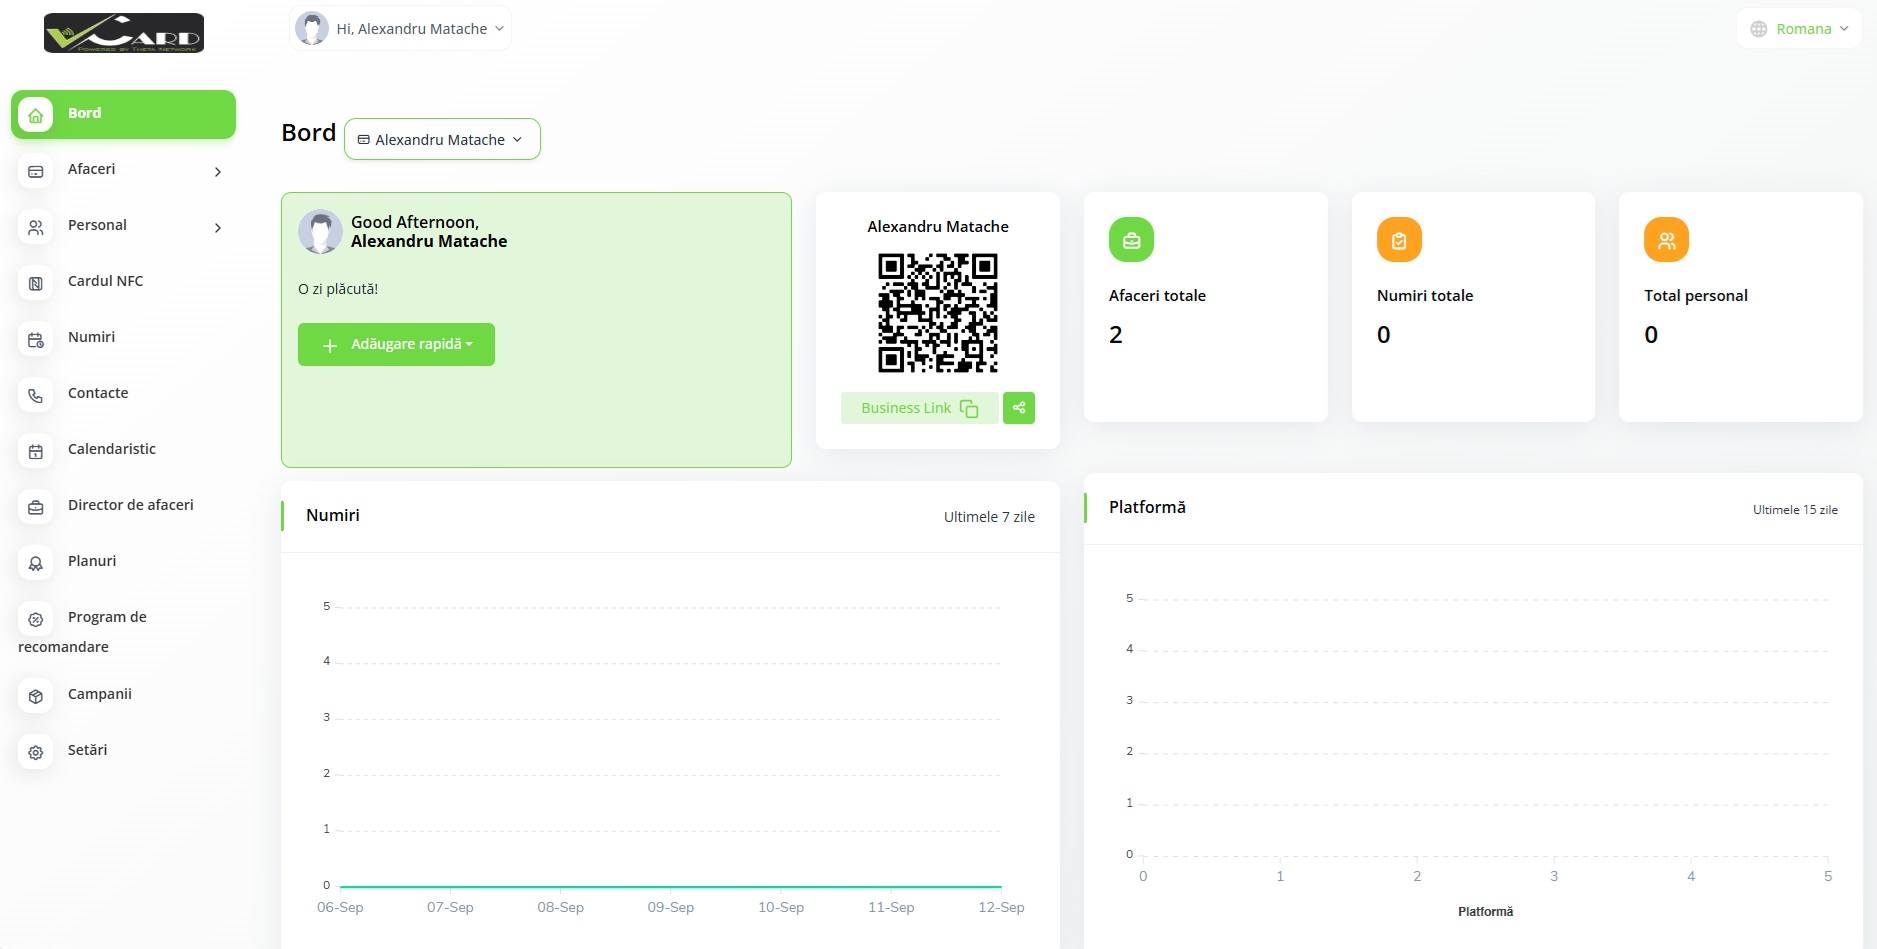 VCARD
POWERED BY THETA NETWORK
Hi, Alexandru Matache
Romana
Bord
Afaceri
Personal
Cardul NFC
Numiri
Contacte
Calendaristic
Director de afaceri
Planuri
Program de
recomandare
Campanii
Setări
Bord
Alexandru Matache
Good Afternoon,
Alexandru Matache
O zi plăcută!
Adăugare rapidă
Alexandru Matache
Business Link
Afaceri totale
2
Numiri totale
0
Total personal
0
Numiri
Ultimele 7 zile
5
4
3
2
1
0
06-Sep 07-Sep 08-Sep 09-Sep 10-Sep 11-Sep 12-Sep
Platformă
Ultimele 15 zile
5
4
3
2
1
0
0 1 2 3 4 5
Platformă